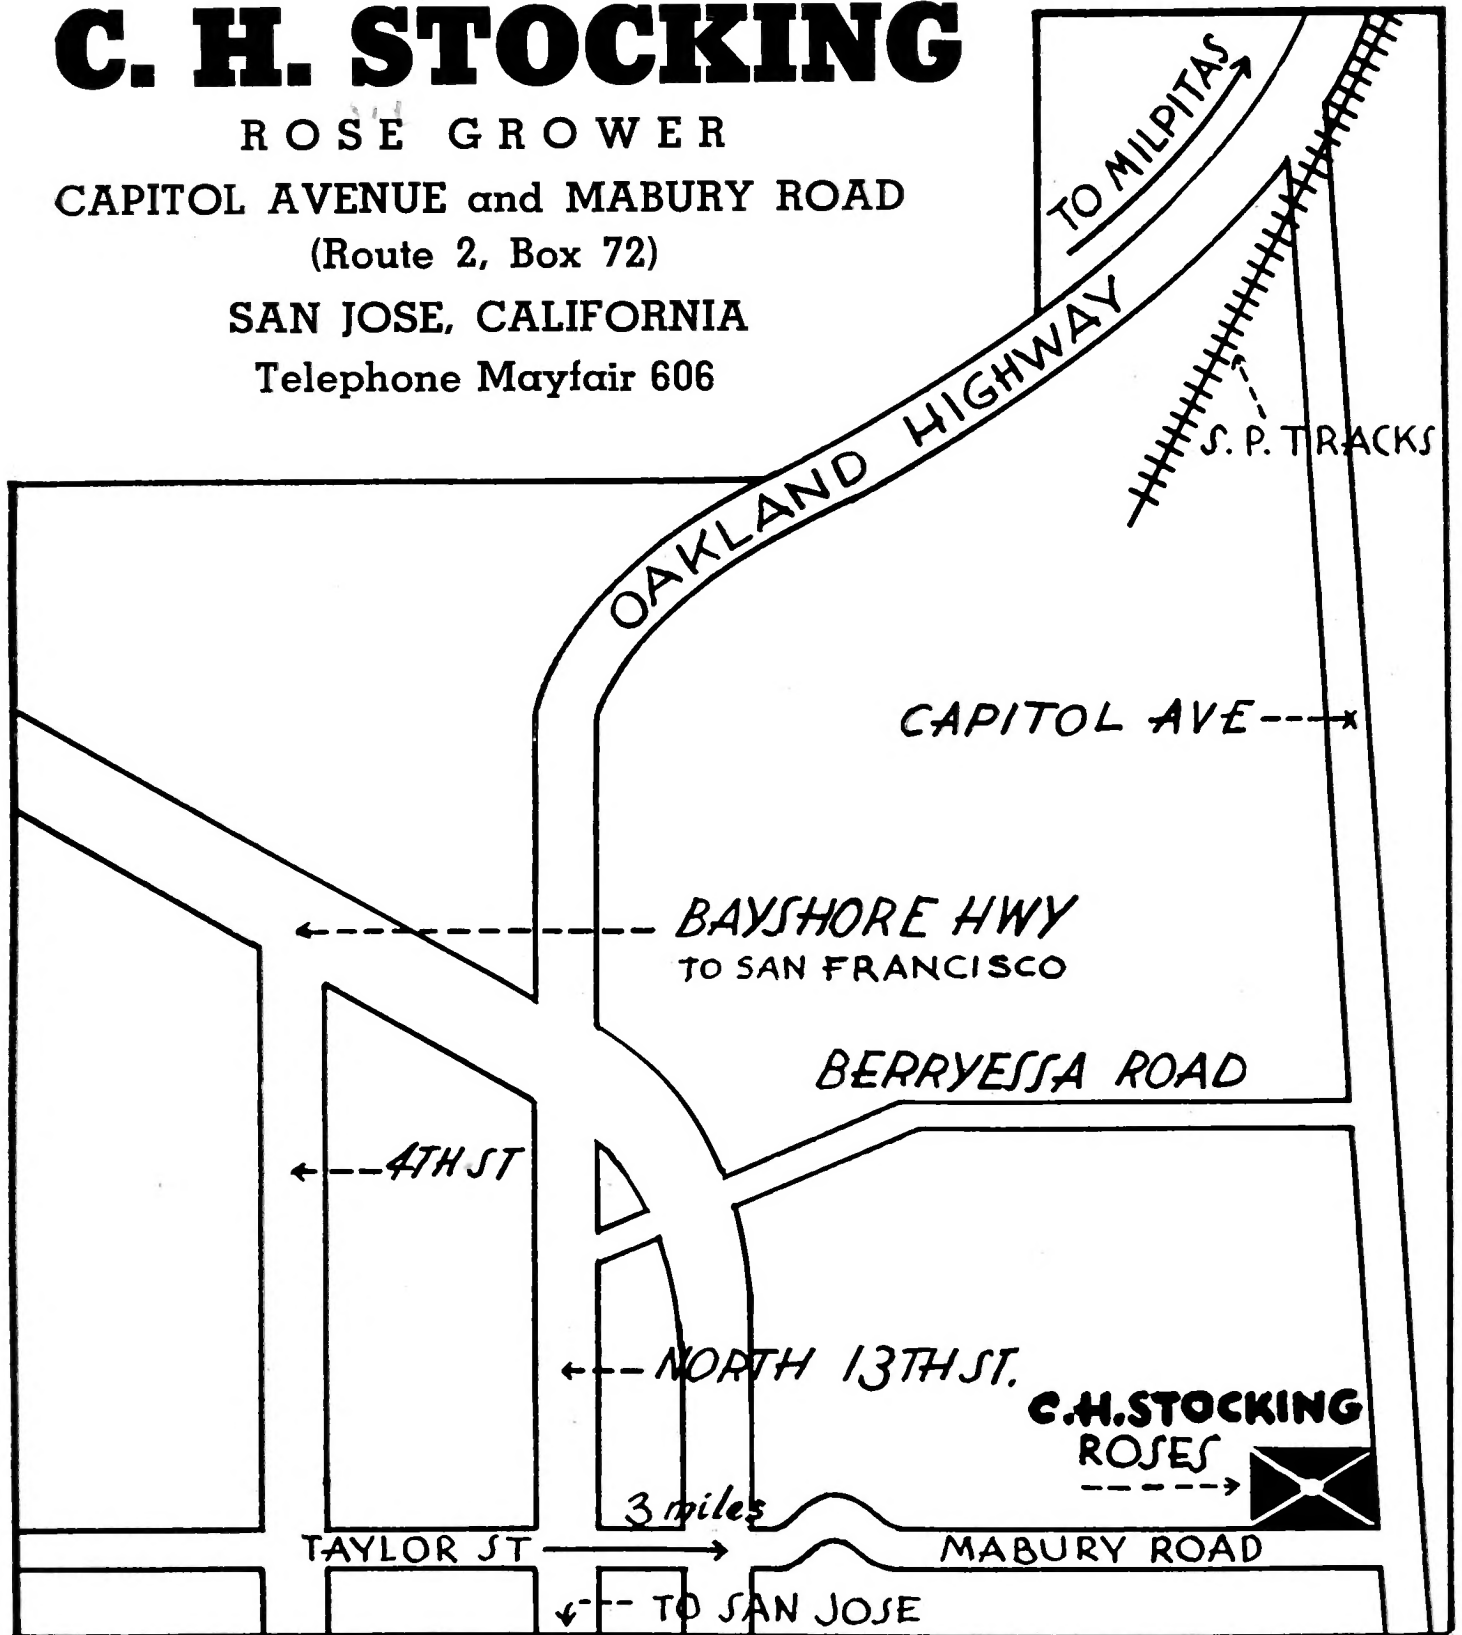 C. H. STOCKING
ROSE GROWER
CAPITOL AVENUE and MABURY ROAD
(Route 2, Box 72)
SAN JOSE, CALIFORNIA
Telephone Mayfair 606
TO MILPITAS
OAKLAND HIGHWAY
S. P. TRACKS
CAPITOL AVE
BAYSHORE HWY
TO SAN FRANCISCO
BERRYESSA ROAD
4TH ST
NORTH 13TH ST.
C.H. STOCKING
ROSES
3 miles
TAYLOR ST
MABURY ROAD
TO SAN JOSE